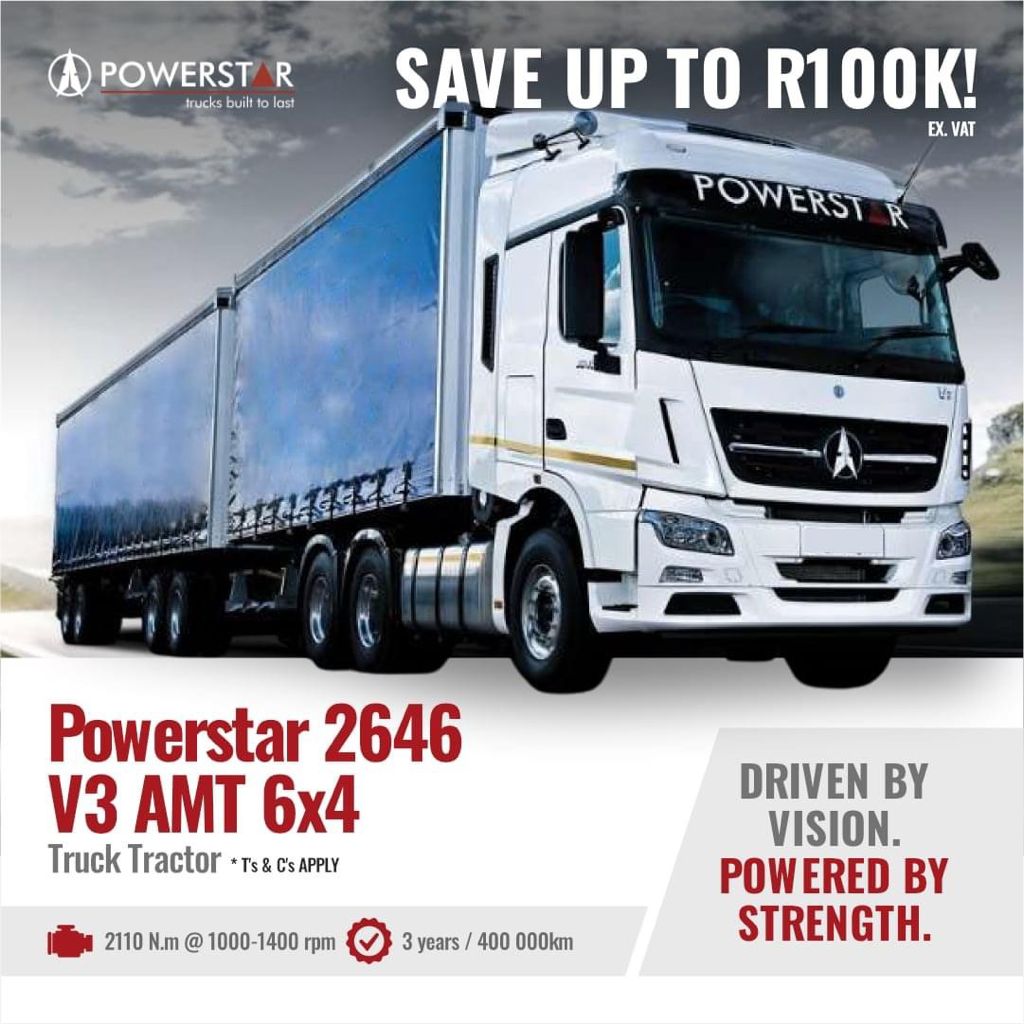 POWERSTAR
trucks built to last
SAVE UP TO R100K!
EX. VAT
POWERSTAR
V3
Powerstar 2646
V3 AMT 6x4
Truck Tractor * T's & C's APPLY
DRIVEN BY
VISION.
POWERED BY
STRENGTH.
2110 N.m @ 1000-1400 rpm
3 years / 400 000km